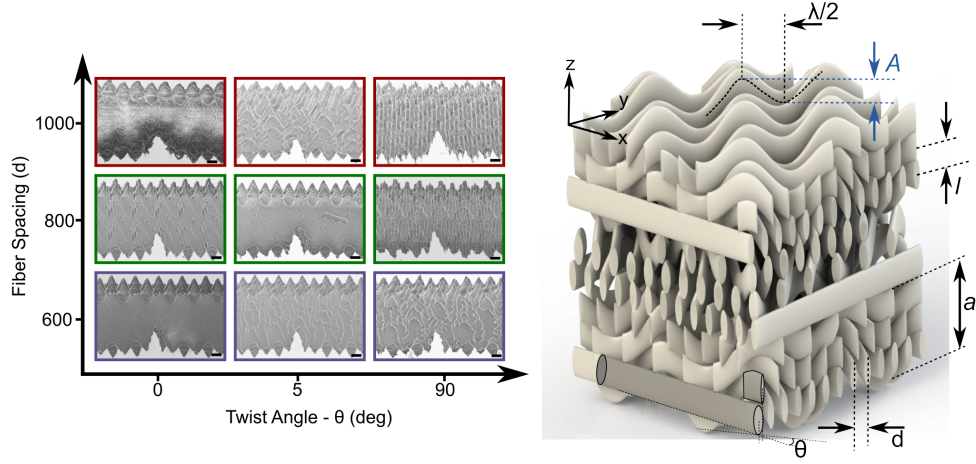 Fiber Spacing (d)
1000
800
600
0
5
90
Twist Angle - θ (deg)
λ/2
A
z
y
x
l
a
d
θ